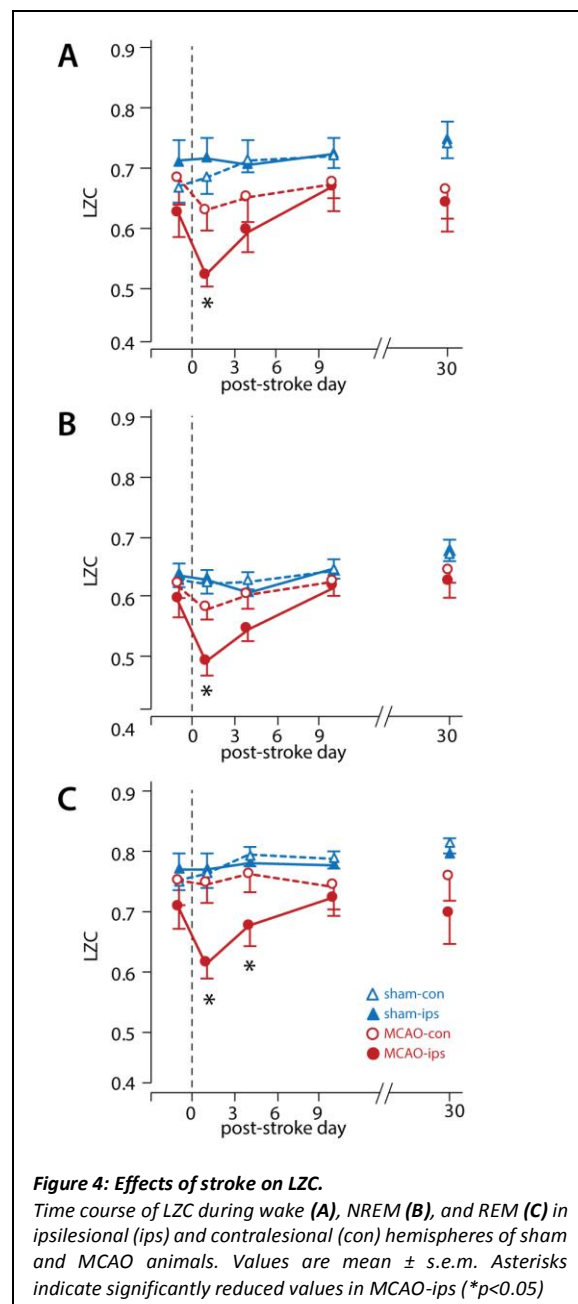 A
0.9
0.8
0.7
0.6
0.5
0.4
LZC
*
0 3 6 9 30
post-stroke day
B
0.9
0.8
0.7
0.6
0.5
0.4
LZC
*
0 3 6 9 30
post-stroke day
C
0.9
0.8
0.7
0.6
0.5
0.4
LZC
* *
sham-con
sham-ips
MCAO-con
MCAO-ips
0 3 6 9 30
post-stroke day
Figure 4: Effects of stroke on LZC.
Time course of LZC during wake (A), NREM (B), and REM (C) in
ipsilesional (ips) and contralesional (con) hemispheres of sham
and MCAO animals. Values are mean ± s.e.m. Asterisks
indicate significantly reduced values in MCAO-ips (*p<0.05)